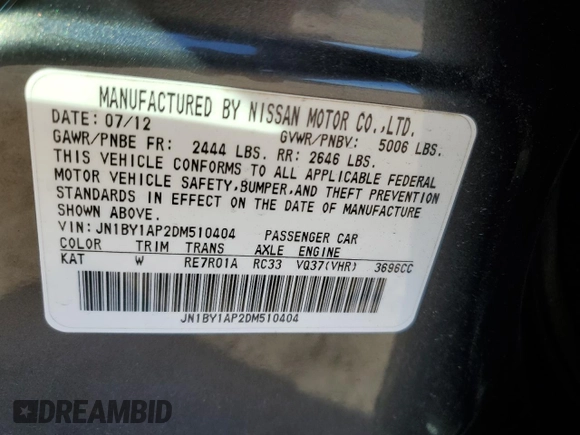 MANUFACTURED BY NISSAN MOTOR CO.,LTD.
DATE: 07/12 GVWR/PNBV: 5006 LBS.
GAWR/PNBE FR: 2444 LBS. RR: 2646 LBS.
THIS VEHICLE CONFORMS TO ALL APPLICABLE FEDERAL
MOTOR VEHICLE SAFETY,BUMPER,AND THEFT PREVENTION
STANDARDS IN EFFECT ON THE DATE OF MANUFACTURE
SHOWN ABOVE.
VIN: JN1BY1AP2DM510404 PASSENGER CAR
COLOR TRIM TRANS AXLE ENGINE
KAT W RE7R01A RC33 VQ37(VHR) 3696CC
JN1BY1AP2DM510404
DREAMBID